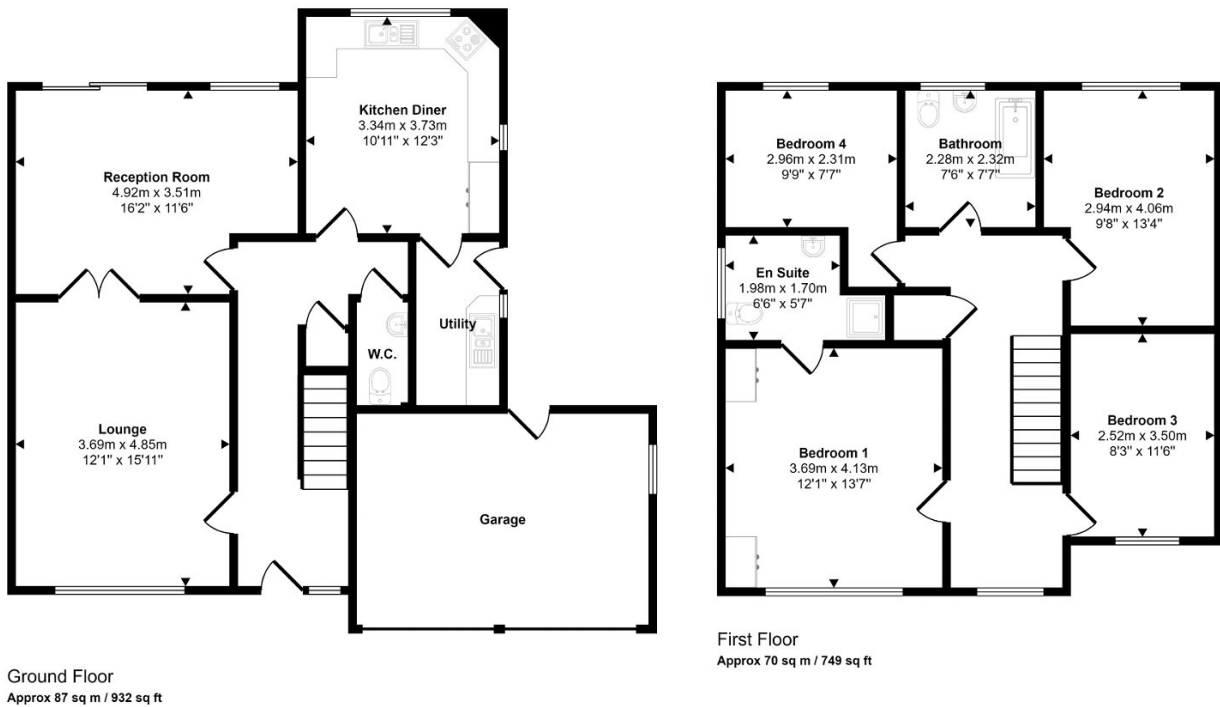 Kitchen Diner
3.34m x 3.73m
10'11" x 12'3"
Reception Room
4.92m x 3.51m
16'2" x 11'6"
Utility
W.C.
Lounge
3.69m x 4.85m
12'1" x 15'11"
Garage
Ground Floor
Approx 87 sq m / 932 sq ft
Bedroom 4
2.96m x 2.31m
9'9" x 7'7"
Bathroom
2.28m x 2.32m
7'6" x 7'7"
Bedroom 2
2.94m x 4.06m
9'8" x 13'4"
En Suite
1.98m x 1.70m
6'6" x 5'7"
Bedroom 3
2.52m x 3.50m
8'3" x 11'6"
Bedroom 1
3.69m x 4.13m
12'1" x 13'7"
First Floor
Approx 70 sq m / 749 sq ft